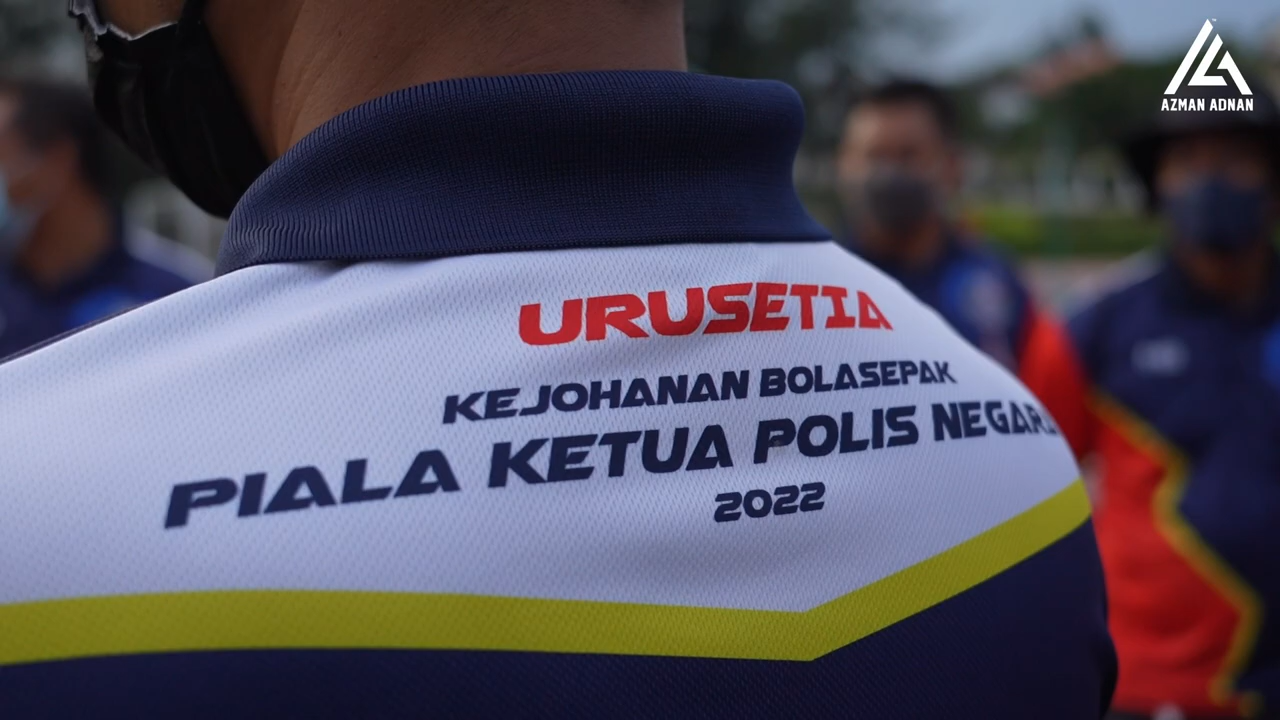 AZMAN ADNAN
URUSETIA
KEJOHANAN BOLASEPAK
PIALA KETUA POLIS NEGARA
2022